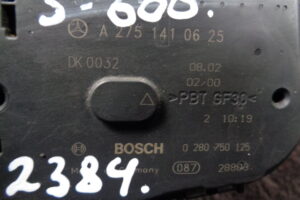 S-600.
A 275 141 06 25
DK 0032
08.02
02/00
>PBT GF30<
2 10:19
BOSCH 0 280 750 125
Germany 087
2384.